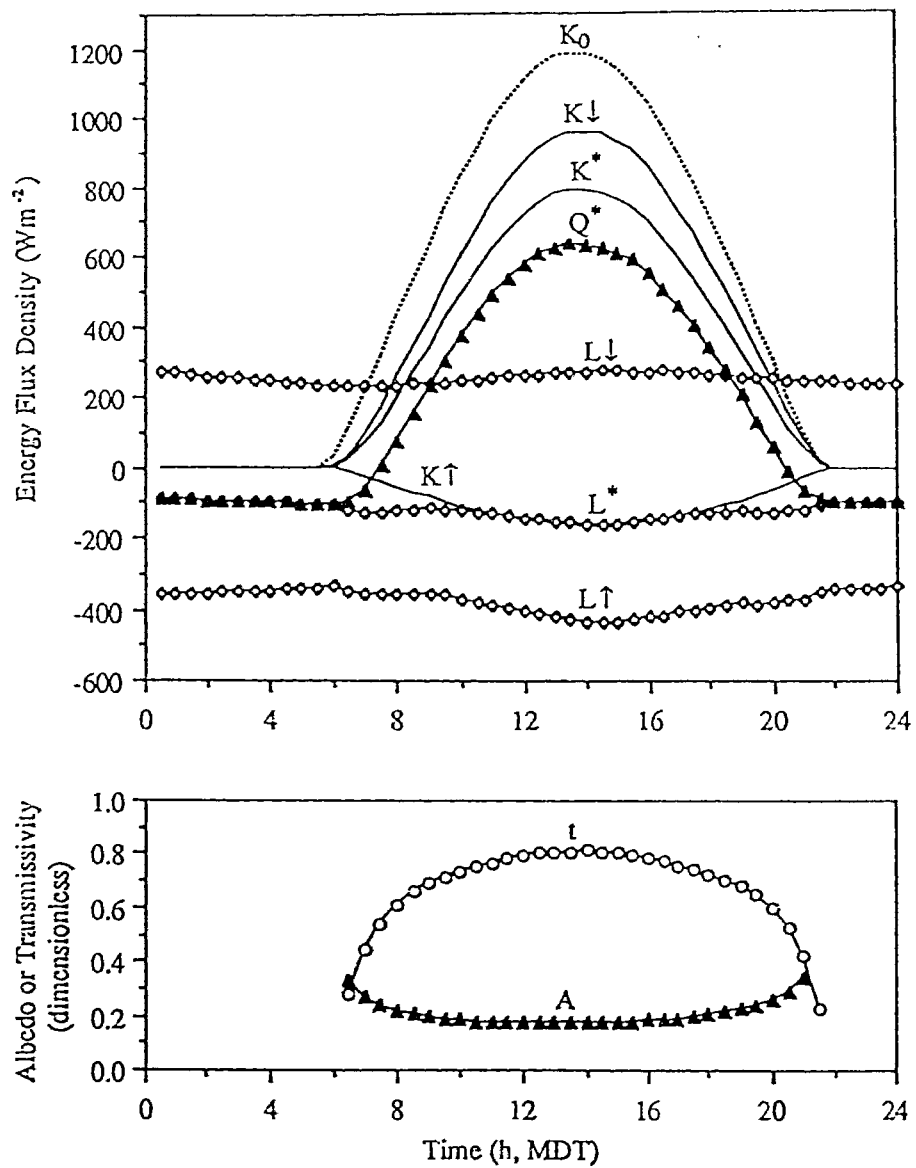 Energy Flux Density (Wm⁻²)
1200
1000
800
600
400
200
0
-200
-400
-600
K₀
K↓
K*
Q*
L↓
K↑
L*
L↑
0
4
8
12
16
20
24
Albedo or Transmissivity
(dimensionless)
1.0
0.8
0.6
0.4
0.2
0.0
t
A
0
4
8
12
16
20
24
Time (h, MDT)